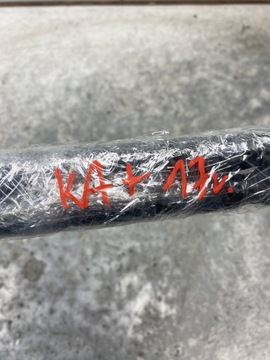 KA + 17r.